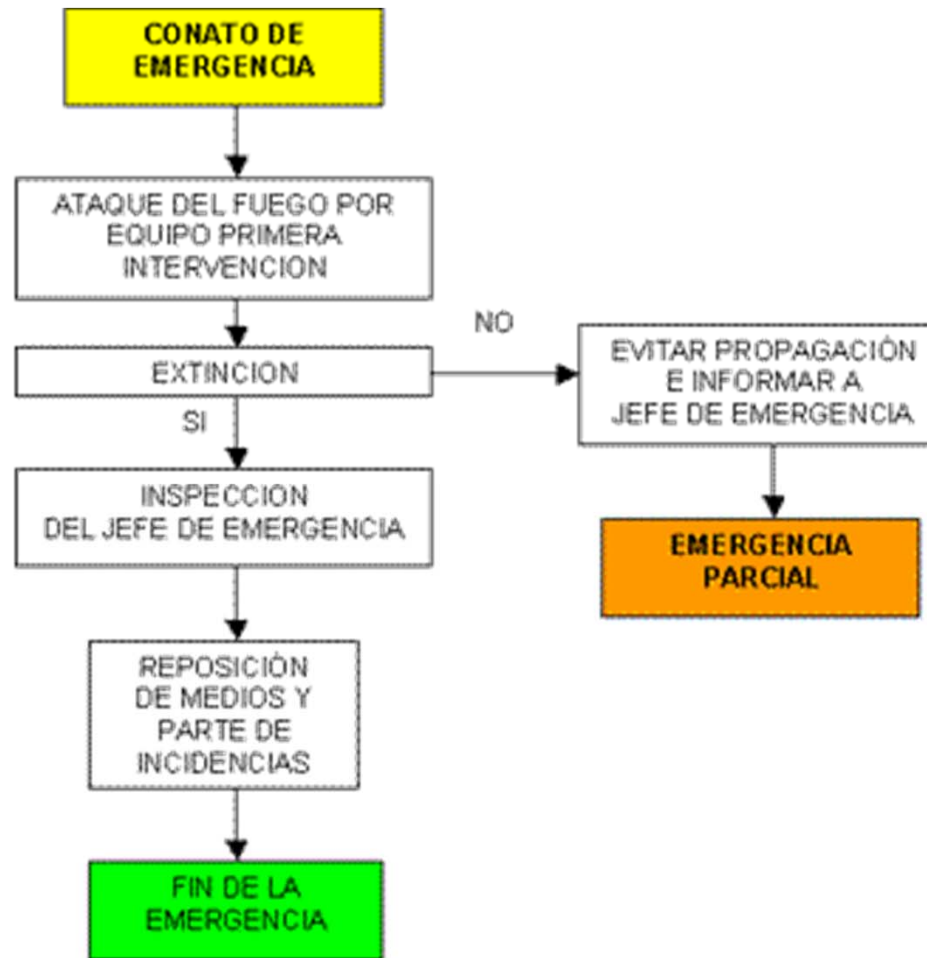 CONATO DE
EMERGENCIA
ATAQUE DEL FUEGO POR
EQUIPO PRIMERA
INTERVENCION
EXTINCION
NO
EVITAR PROPAGACIÓN
E INFORMAR A
JEFE DE EMERGENCIA
SI
INSPECCION
DEL JEFE DE EMERGENCIA
EMERGENCIA
PARCIAL
REPOSICIÓN
DE MEDIOS Y
PARTE DE
INCIDENCIAS
FIN DE LA
EMERGENCIA